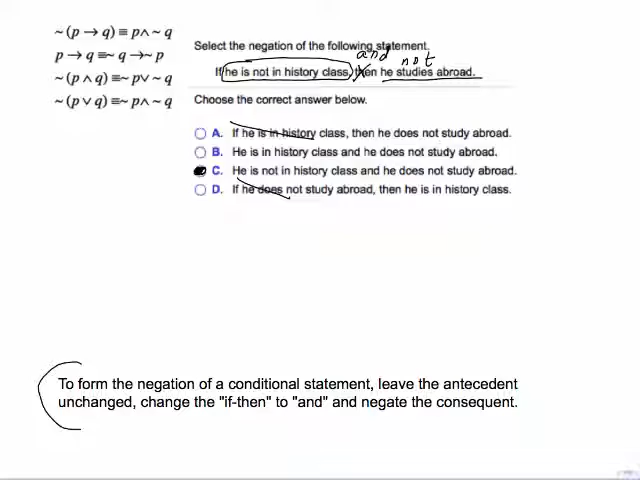 ~ (p → q) ≡ p∧ ~ q
p → q ≡~ q →~ p
~ (p ∧ q) ≡~ p∨ ~ q
~ (p ∨ q) ≡~ p∧ ~ q
Select the negation of the following statement.
and not
If he is not in history class, then he studies abroad.
Choose the correct answer below.
A. If he is in history class, then he does not study abroad.
B. He is in history class and he does not study abroad.
C. He is not in history class and he does not study abroad.
D. If he does not study abroad, then he is in history class.
To form the negation of a conditional statement, leave the antecedent
unchanged, change the "if-then" to "and" and negate the consequent.